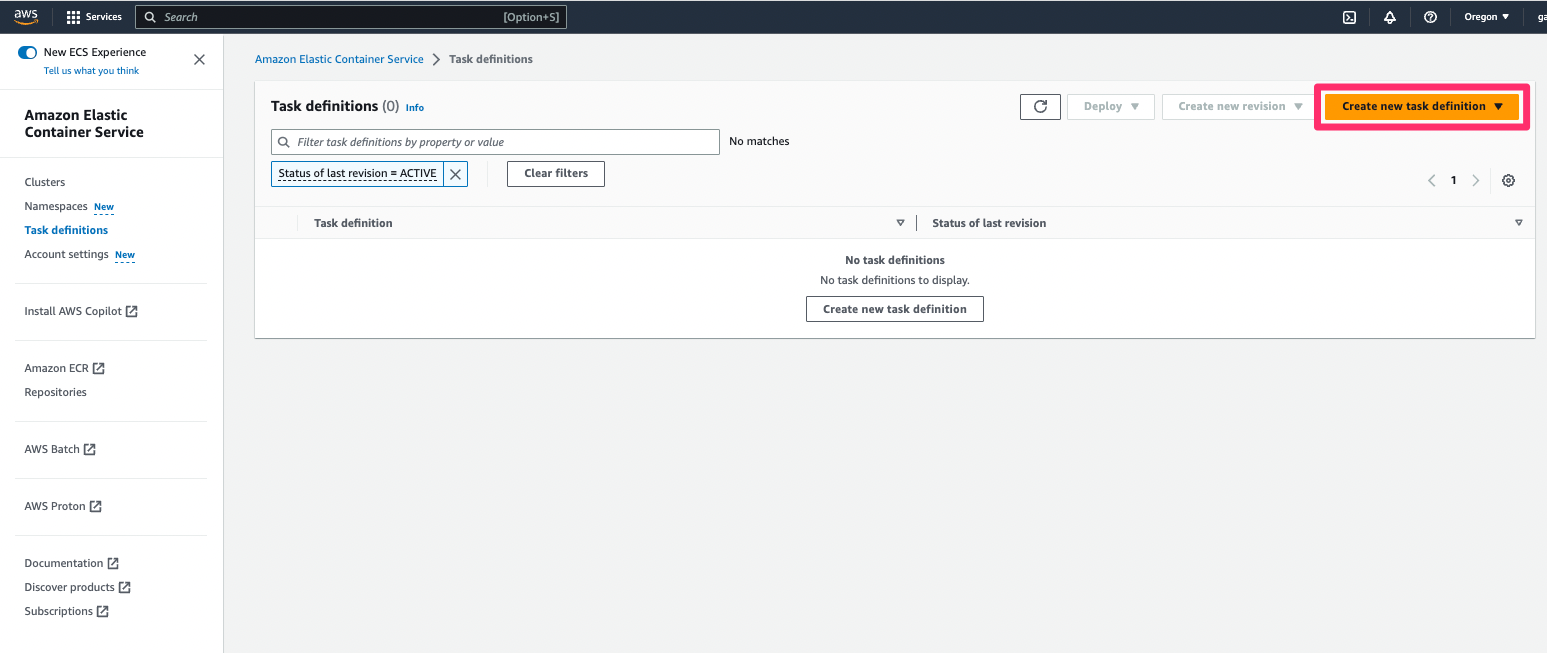 aws
Services
Search [Option+S]
Oregon
ga
New ECS Experience
Tell us what you think
Amazon Elastic
Container Service
Clusters
Namespaces New
Task definitions
Account settings New
Install AWS Copilot
Amazon ECR
Repositories
AWS Batch
AWS Proton
Documentation
Discover products
Subscriptions
Amazon Elastic Container Service > Task definitions
Task definitions (0) Info
Deploy
Create new revision
Create new task definition
Filter task definitions by property or value
No matches
Status of last revision = ACTIVE
Clear filters
1
Task definition
Status of last revision
No task definitions
No task definitions to display.
Create new task definition